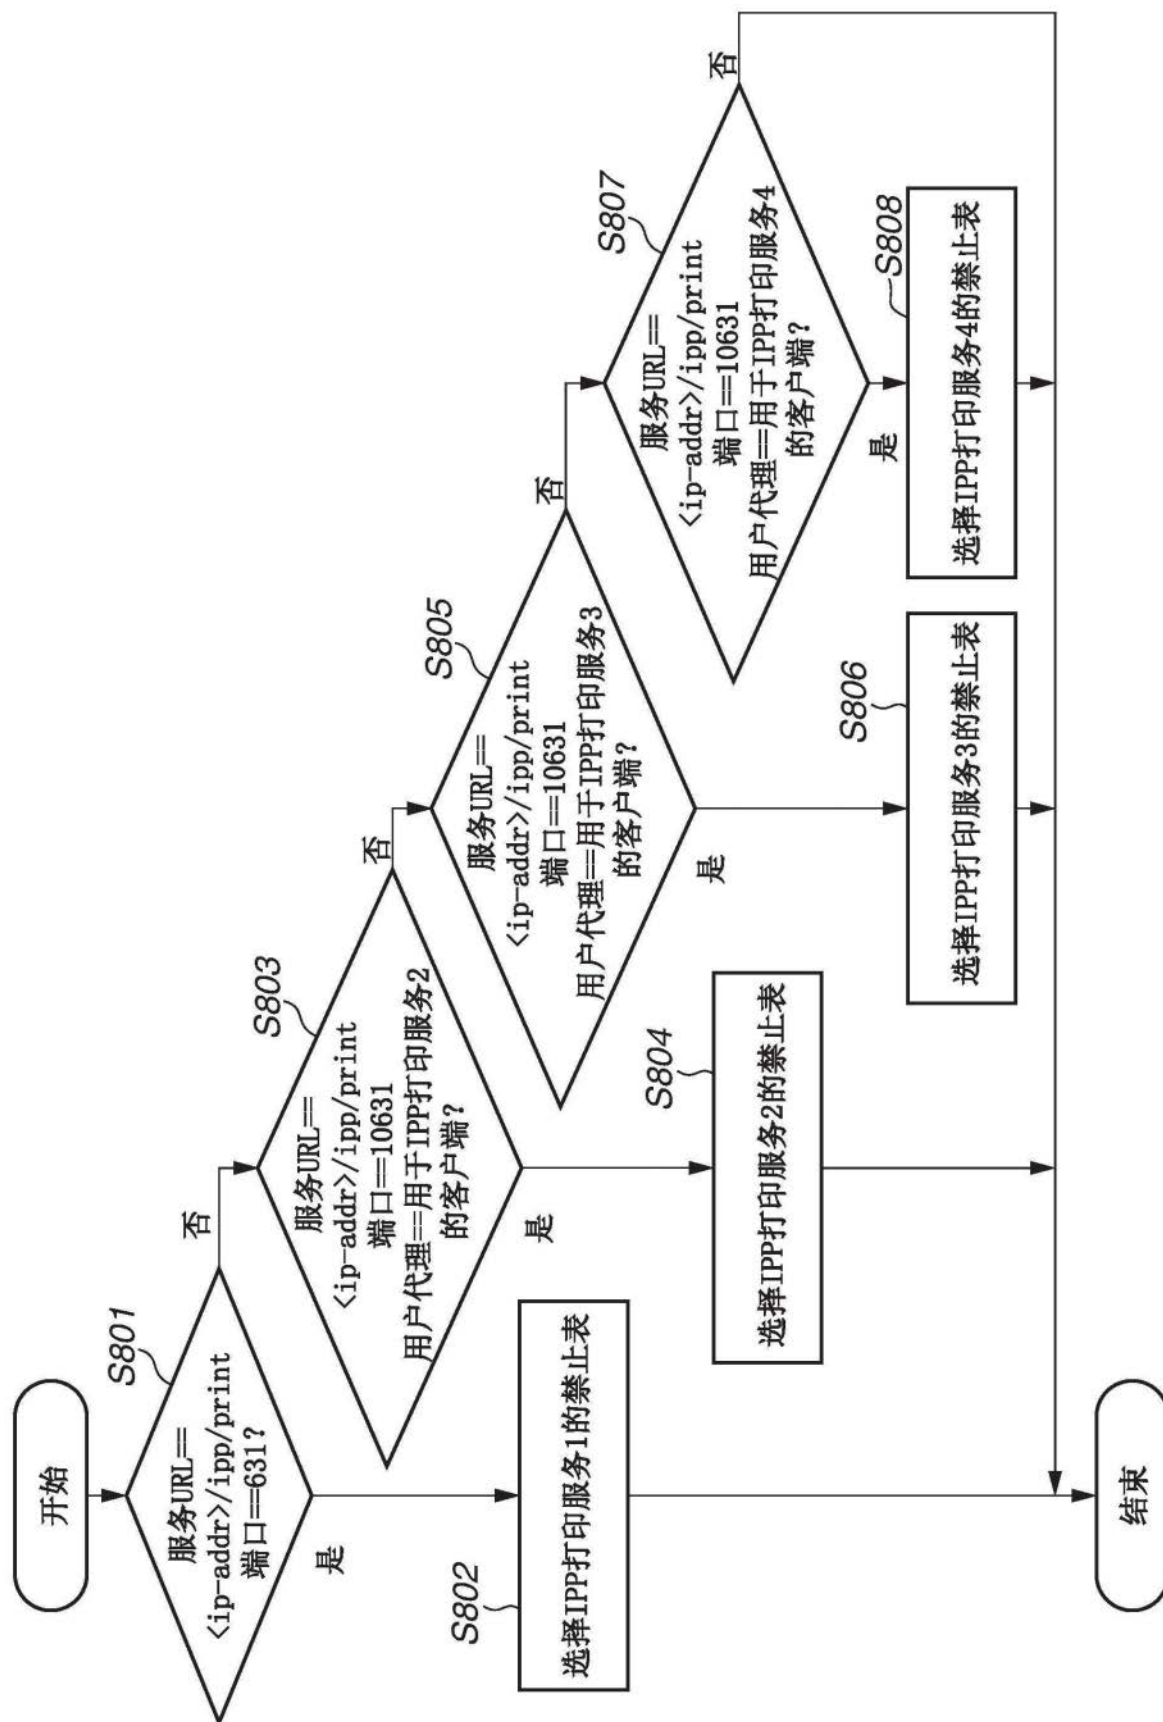 开始
S801
服务URL==
<ip-addr>/ipp/print
端口==631?
是
否
S802
选择IPP打印服务1的禁止表
S803
服务URL==
<ip-addr>/ipp/print
端口==10631
用户代理==用于IPP打印服务2
的客户端?
是
否
S804
选择IPP打印服务2的禁止表
S805
服务URL==
<ip-addr>/ipp/print
端口==10631
用户代理==用于IPP打印服务3
的客户端?
是
否
S806
选择IPP打印服务3的禁止表
S807
服务URL==
<ip-addr>/ipp/print
端口==10631
用户代理==用于IPP打印服务4
的客户端?
是
否
S808
选择IPP打印服务4的禁止表
结束